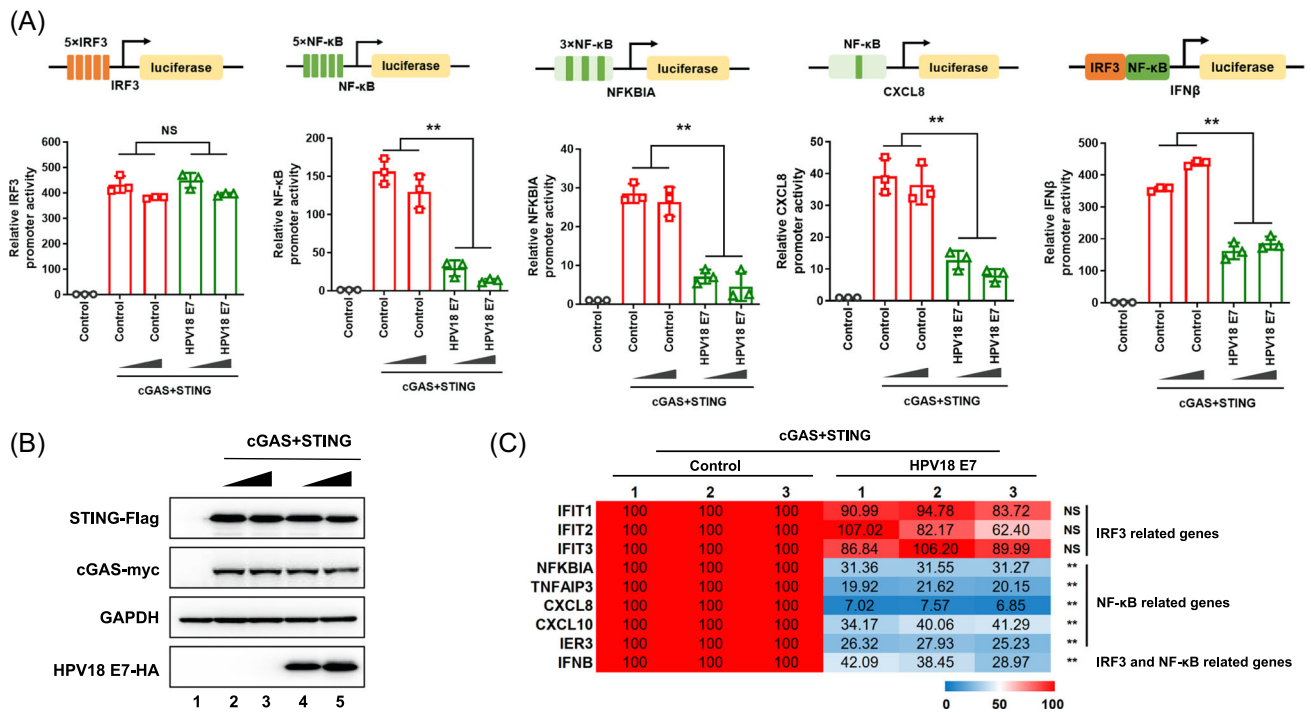 (A)
5×IRF3
luciferase
IRF3
5×NF-κB
luciferase
NF-κB
3×NF-κB
luciferase
NFKBIA
NF-κB
luciferase
CXCL8
IRF3 NF-κB
luciferase
IFNβ
Relative IRF3
promoter activity
600
500
400
300
200
100
0
NS
Control
Control
Control
HPV18 E7
HPV18 E7
cGAS+STING
Relative NF-κB
promoter activity
200
150
100
50
0
**
Control
Control
Control
HPV18 E7
HPV18 E7
cGAS+STING
Relative NFKBIA
promoter activity
40
30
20
10
0
**
Control
Control
Control
HPV18 E7
HPV18 E7
cGAS+STING
Relative CXCL8
promoter activity
50
40
30
20
10
0
**
Control
Control
Control
HPV18 E7
HPV18 E7
cGAS+STING
Relative IFNβ
promoter activity
500
400
300
200
100
0
**
Control
Control
Control
HPV18 E7
HPV18 E7
cGAS+STING
(B)
cGAS+STING
STING-Flag
cGAS-myc
GAPDH
HPV18 E7-HA
1 2 3 4 5
(C)
cGAS+STING
Control HPV18 E7
1 2 3 1 2 3
IFIT1 100 100 100 90.99 94.78 83.72 NS
IFIT2 100 100 100 107.02 82.17 62.40 NS
IFIT3 100 100 100 86.84 106.20 89.99 NS
IRF3 related genes
NFKBIA 100 100 100 31.36 31.55 31.27 **
TNFAIP3 100 100 100 19.92 21.62 20.15 **
CXCL8 100 100 100 7.02 7.57 6.85 **
CXCL10 100 100 100 34.17 40.06 41.29 **
IER3 100 100 100 26.32 27.93 25.23 **
NF-κB related genes
IFNB 100 100 100 42.09 38.45 28.97 ** IRF3 and NF-κB related genes
0 50 100